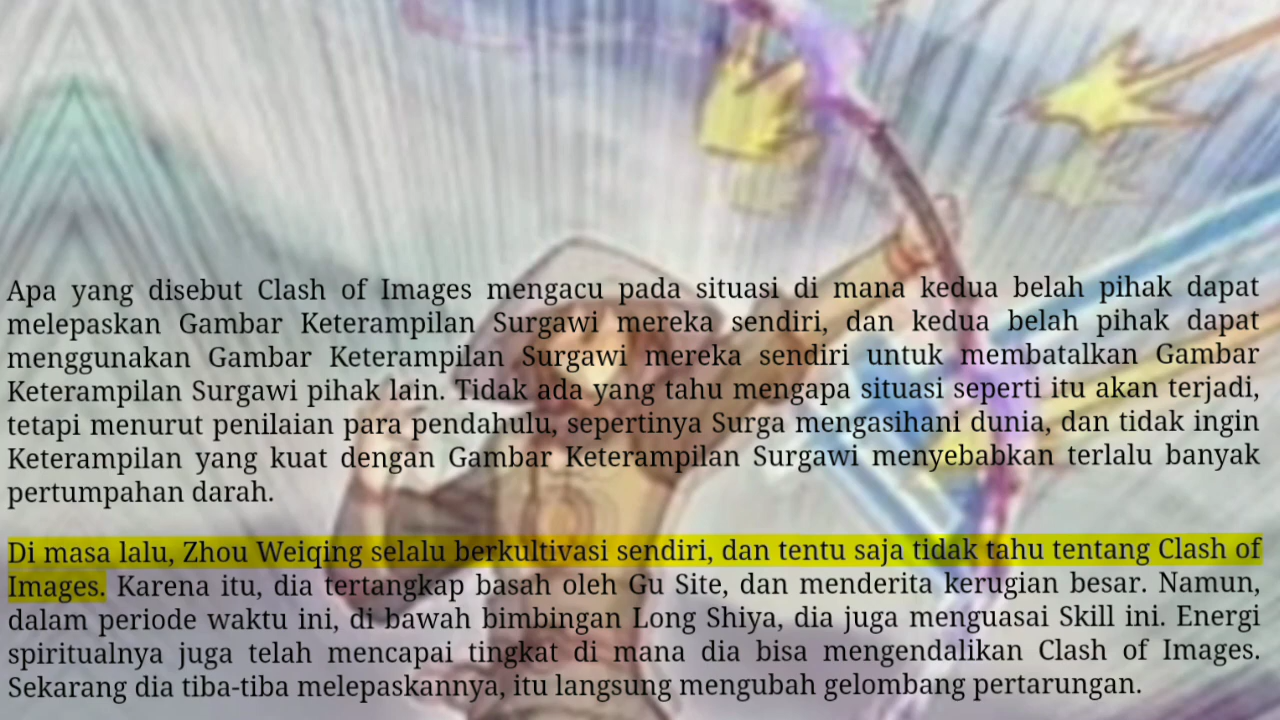 Apa yang disebut Clash of Images mengacu pada situasi di mana kedua belah pihak dapat
melepaskan Gambar Keterampilan Surgawi mereka sendiri, dan kedua belah pihak dapat
menggunakan Gambar Keterampilan Surgawi mereka sendiri untuk membatalkan Gambar
Keterampilan Surgawi pihak lain. Tidak ada yang tahu mengapa situasi seperti itu akan terjadi,
tetapi menurut penilaian para pendahulu, sepertinya Surga mengasihani dunia, dan tidak ingin
Keterampilan yang kuat dengan Gambar Keterampilan Surgawi menyebabkan terlalu banyak
pertumpahan darah.
Di masa lalu, Zhou Weiqing selalu berkultivasi sendiri, dan tentu saja tidak tahu tentang Clash of
Images. Karena itu, dia tertangkap basah oleh Gu Site, dan menderita kerugian besar. Namun,
dalam periode waktu ini, di bawah bimbingan Long Shiya, dia juga menguasai Skill ini. Energi
spiritualnya juga telah mencapai tingkat di mana dia bisa mengendalikan Clash of Images.
Sekarang dia tiba-tiba melepaskannya, itu langsung mengubah gelombang pertarungan.